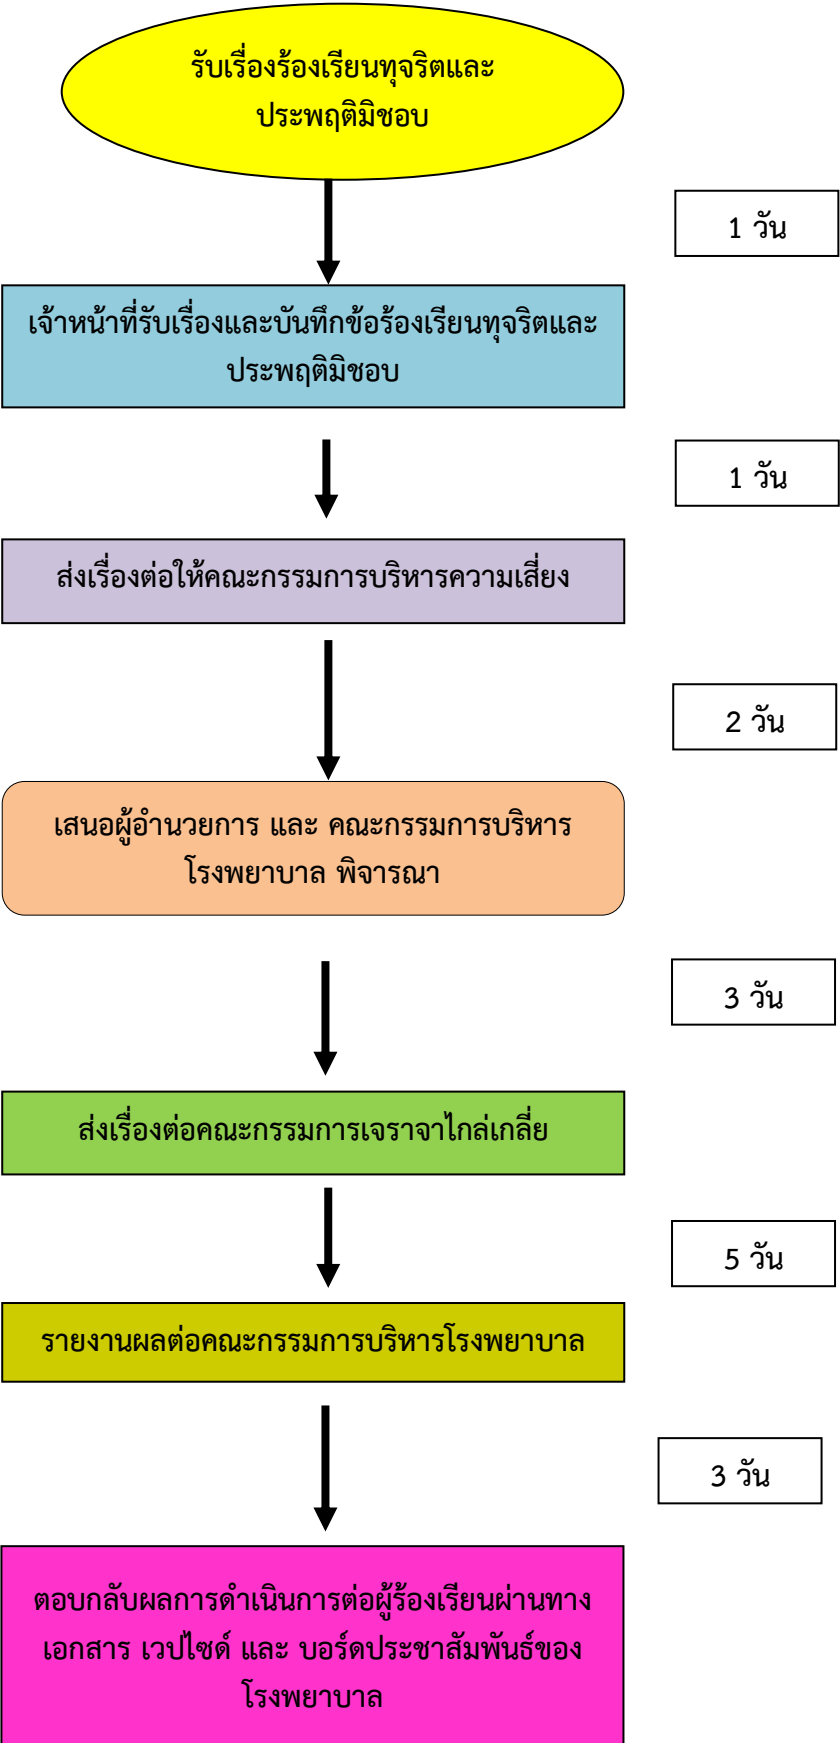 รับเรื่องร้องเรียนทุจริตและ
ประพฤติมิชอบ
1 วัน
เจ้าหน้าที่รับเรื่องและบันทึกข้อร้องเรียนทุจริตและ
ประพฤติมิชอบ
1 วัน
ส่งเรื่องต่อให้คณะกรรมการบริหารความเสี่ยง
2 วัน
เสนอผู้อำนวยการ และ คณะกรรมการบริหาร
โรงพยาบาล พิจารณา
3 วัน
ส่งเรื่องต่อคณะกรรมการเจราจาไกล่เกลี่ย
5 วัน
รายงานผลต่อคณะกรรมการบริหารโรงพยาบาล
3 วัน
ตอบกลับผลการดำเนินการต่อผู้ร้องเรียนผ่านทาง
เอกสาร เวปไซด์ และ บอร์ดประชาสัมพันธ์ของ
โรงพยาบาล